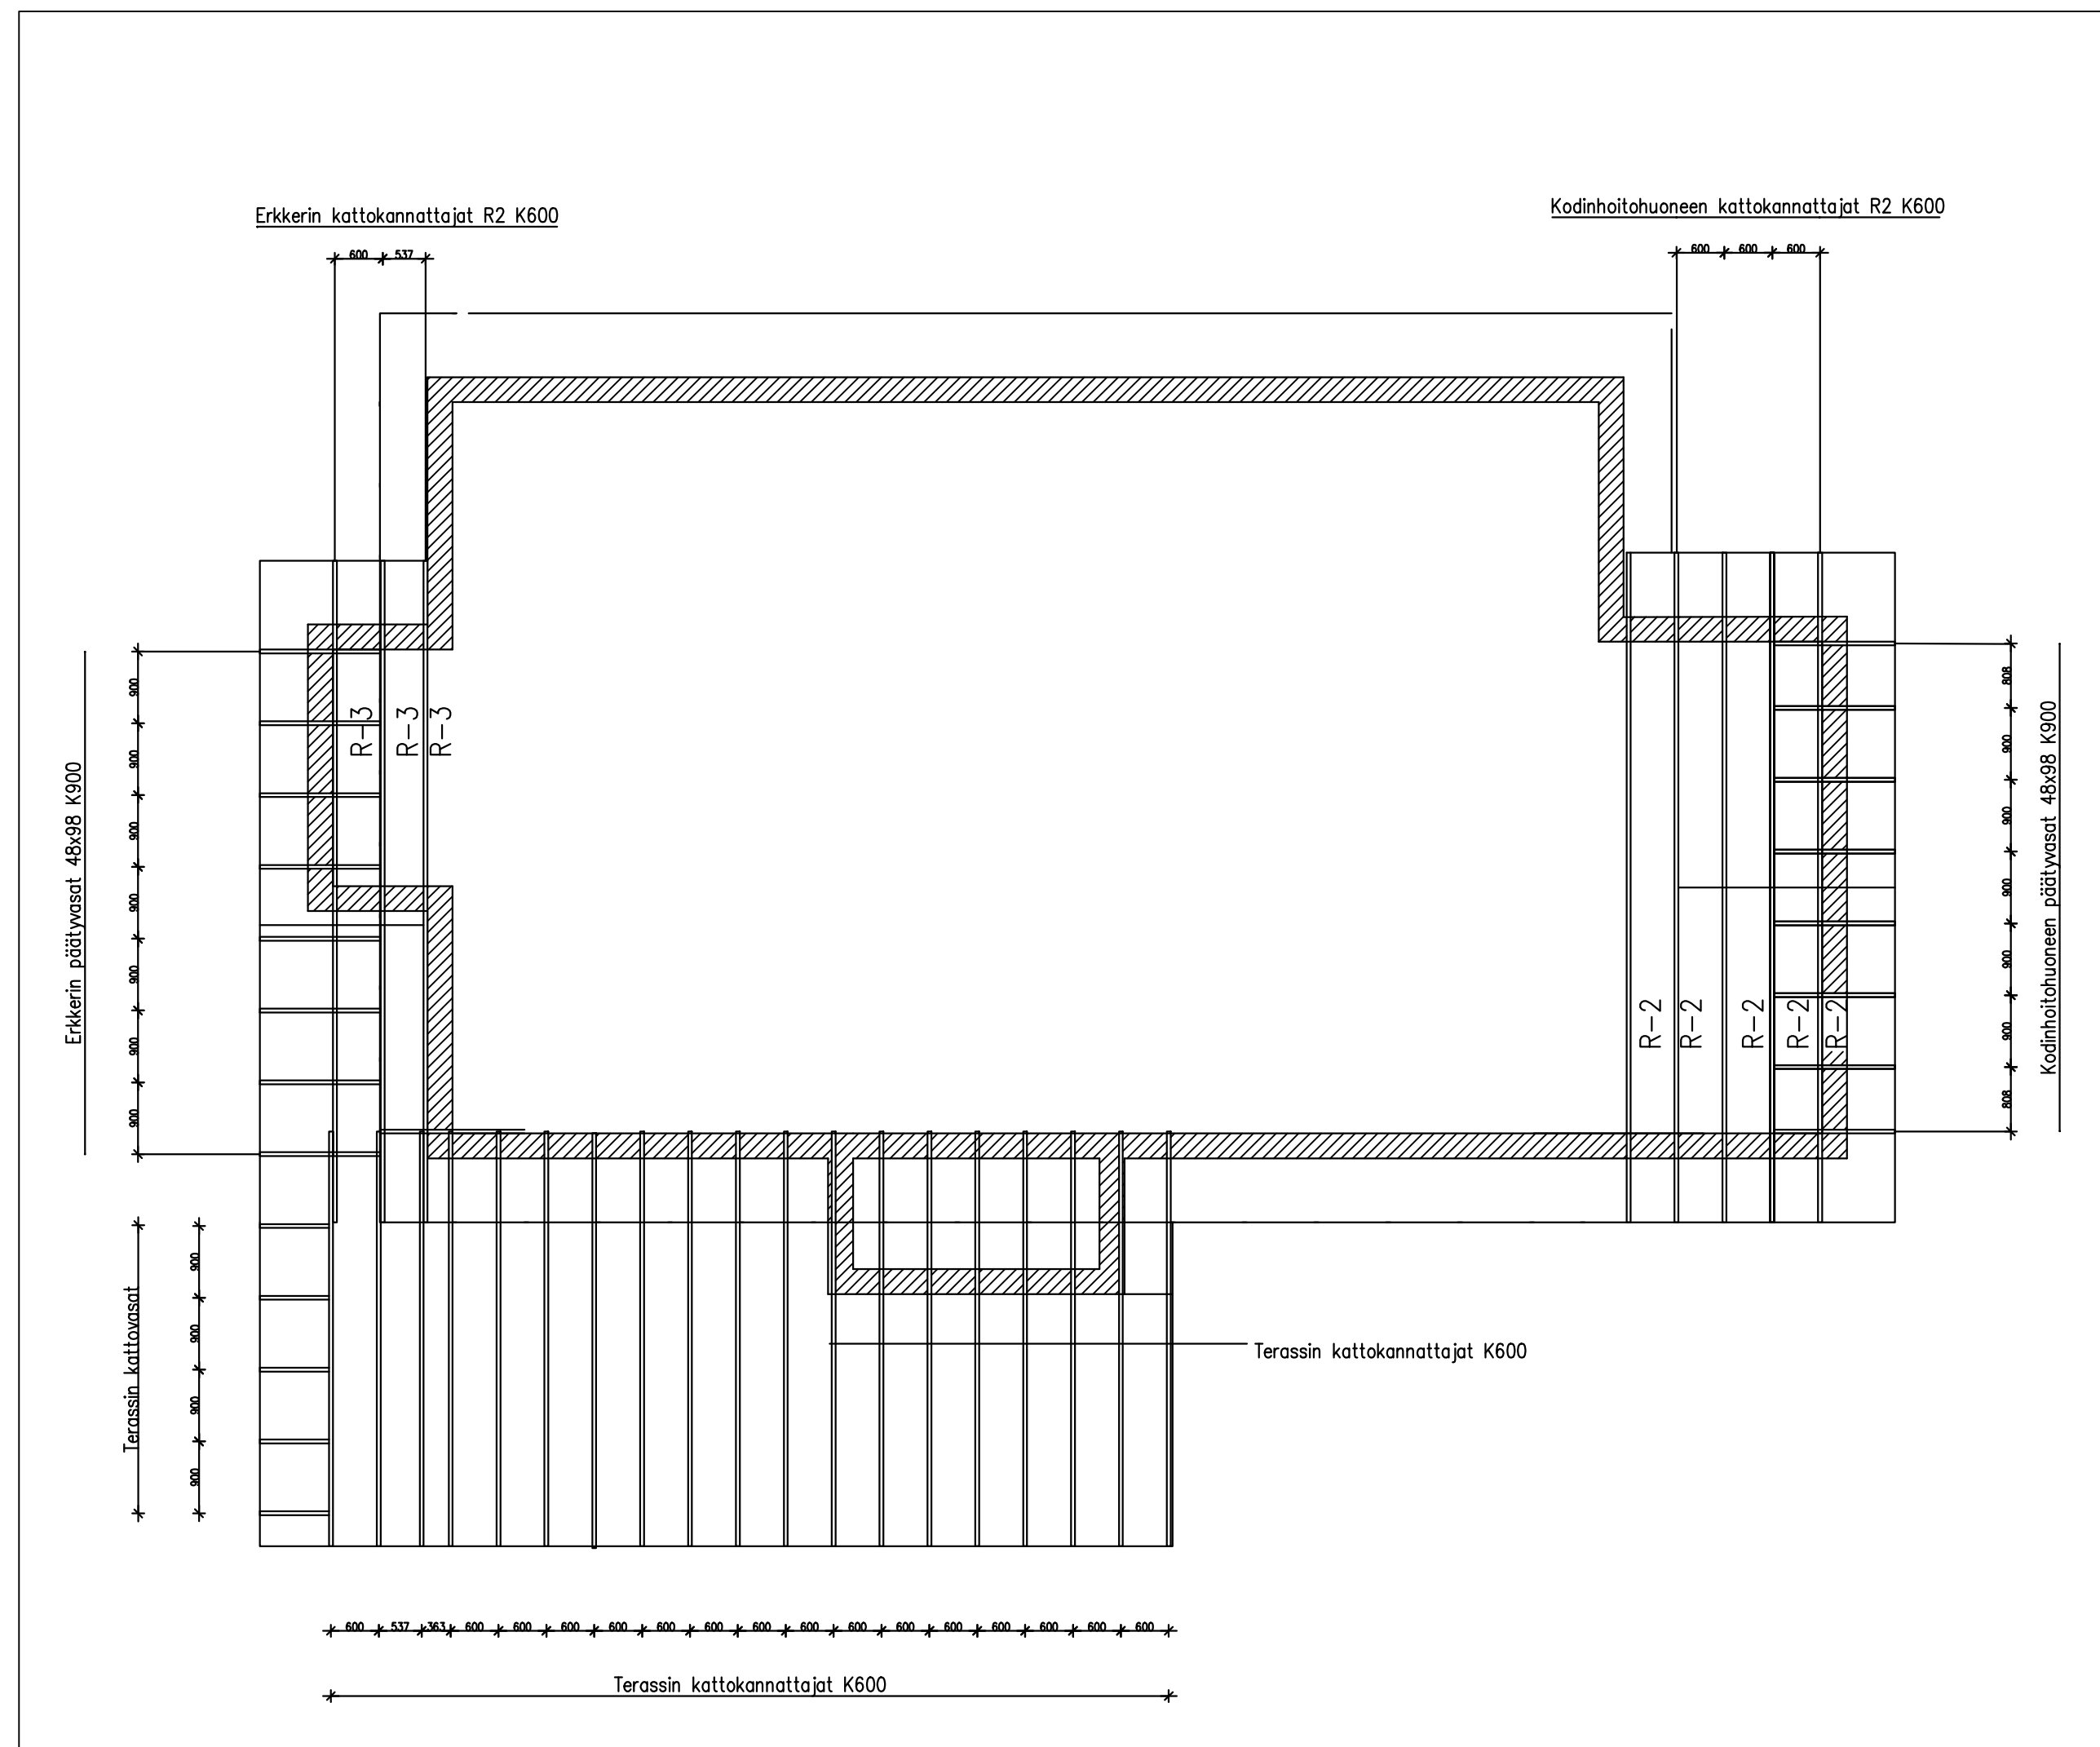 Erkkerin kattokannattajat R2 K600
Kodinhoitohuoneen kattokannattajat R2 K600
600 537
600 600 600
Erkkerin päätyvasat 48x98 K900
900
900
900
900
900
900
900
R-3 R-3 R-3
R-2 R-2 R-2 R-2 R-2
808
900
900
900
900
900
808
Kodinhoitohuoneen päätyvasat 48x98 K900
Terassin kattovasat
900
900
900
900
Terassin kattokannattajat K600
600 537 363 600 600 600 600 600 600 600 600 600 600 600 600 600 600 600
Terassin kattokannattajat K600